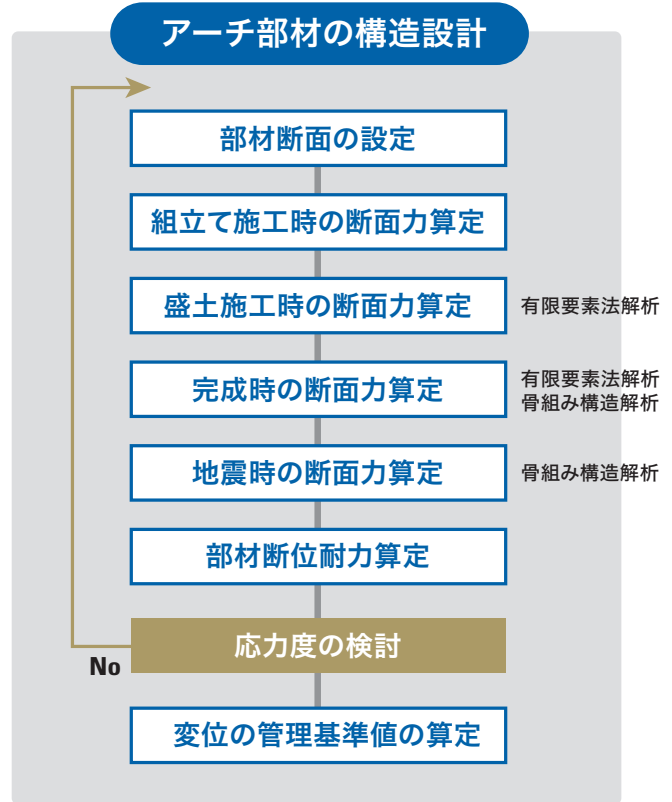 アーチ部材の構造設計
部材断面の設定
組立て施工時の断面力算定
盛土施工時の断面力算定
有限要素法解析
完成時の断面力算定
有限要素法解析
骨組み構造解析
地震時の断面力算定
骨組み構造解析
部材断位耐力算定
応力度の検討
No
変位の管理基準値の算定